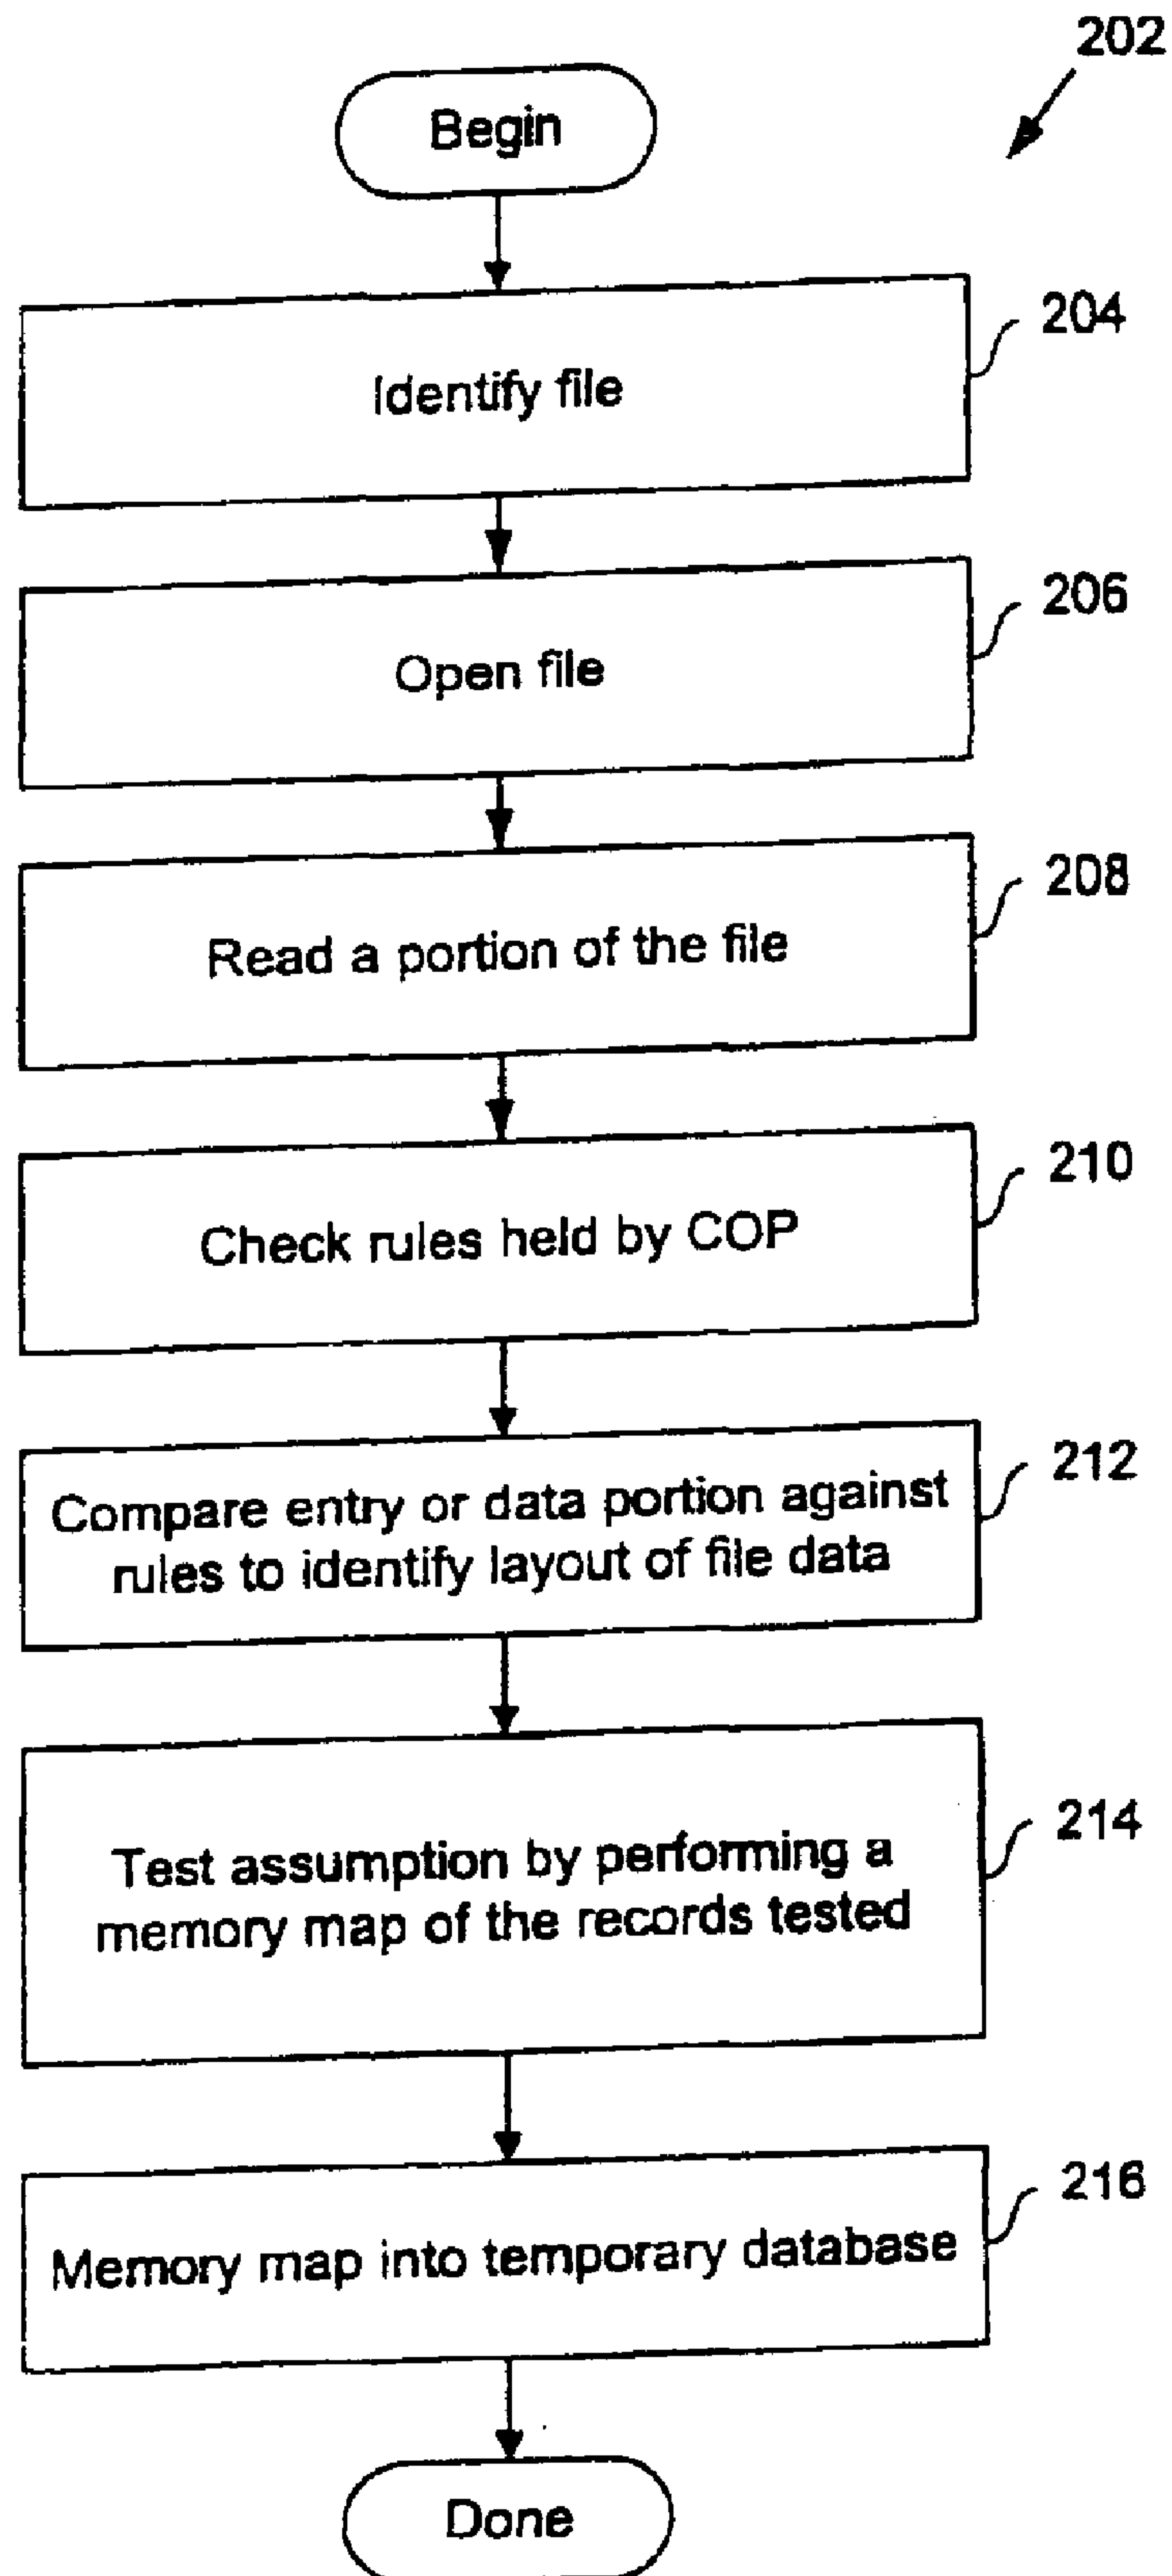 202
Begin
204
Identify file
206
Open file
208
Read a portion of the file
210
Check rules held by COP
212
Compare entry or data portion against
rules to identify layout of file data
214
Test assumption by performing a
memory map of the records tested
216
Memory map into temporary database
Done